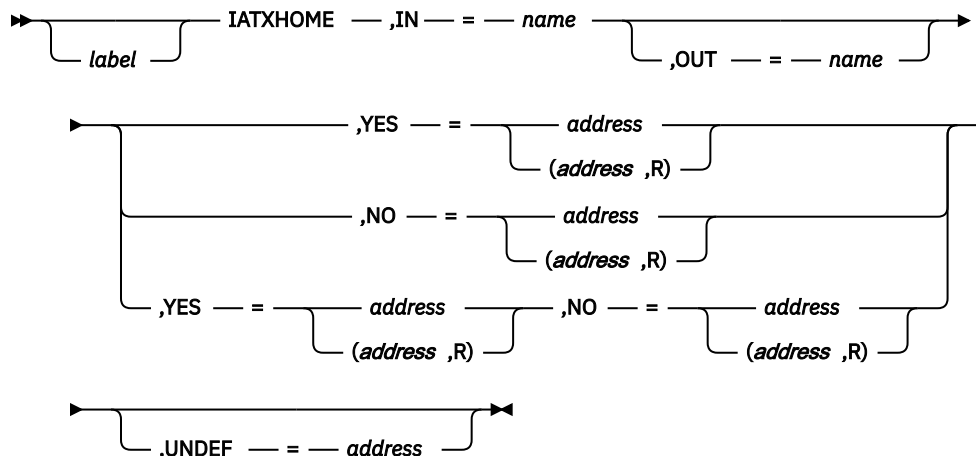 IATXHOME ,IN = name
label ,OUT = name
,YES = address
(address ,R)
,NO = address
(address ,R)
,YES = address ,NO = address
(address ,R) (address ,R)
,UNDEF = address